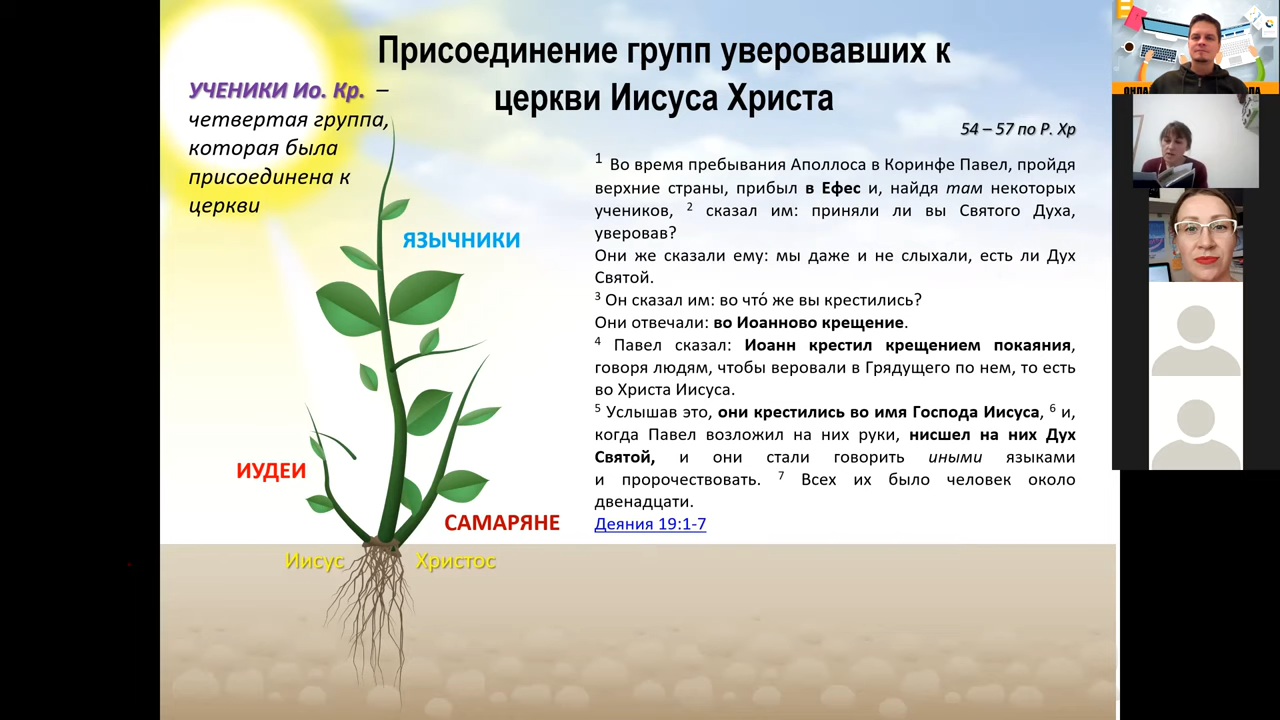 Присоединение групп уверовавших к
церкви Иисуса Христа
УЧЕНИКИ Ио. Кр. –
четвертая группа,
которая была
присоединена к
церкви
54 – 57 по Р. Хр
1 Во время пребывания Аполлоса в Коринфе Павел, пройдя
верхние страны, прибыл в Ефес и, найдя там некоторых
учеников, 2 сказал им: приняли ли вы Святого Духа,
уверовав?
Они же сказали ему: мы даже и не слыхали, есть ли Дух
Святой.
3 Он сказал им: во что́ же вы крестились?
Они отвечали: во Иоанново крещение.
4 Павел сказал: Иоанн крестил крещением покаяния,
говоря людям, чтобы веровали в Грядущего по нем, то есть
во Христа Иисуса.
5 Услышав это, они крестились во имя Господа Иисуса, 6 и,
когда Павел возложил на них руки, нисшел на них Дух
Святой, и они стали говорить иными языками
и пророчествовать. 7 Всех их было человек около
двенадцати.
Деяния 19:1-7
ЯЗЫЧНИКИ
ИУДЕИ
САМАРЯНЕ
Иисус Христос